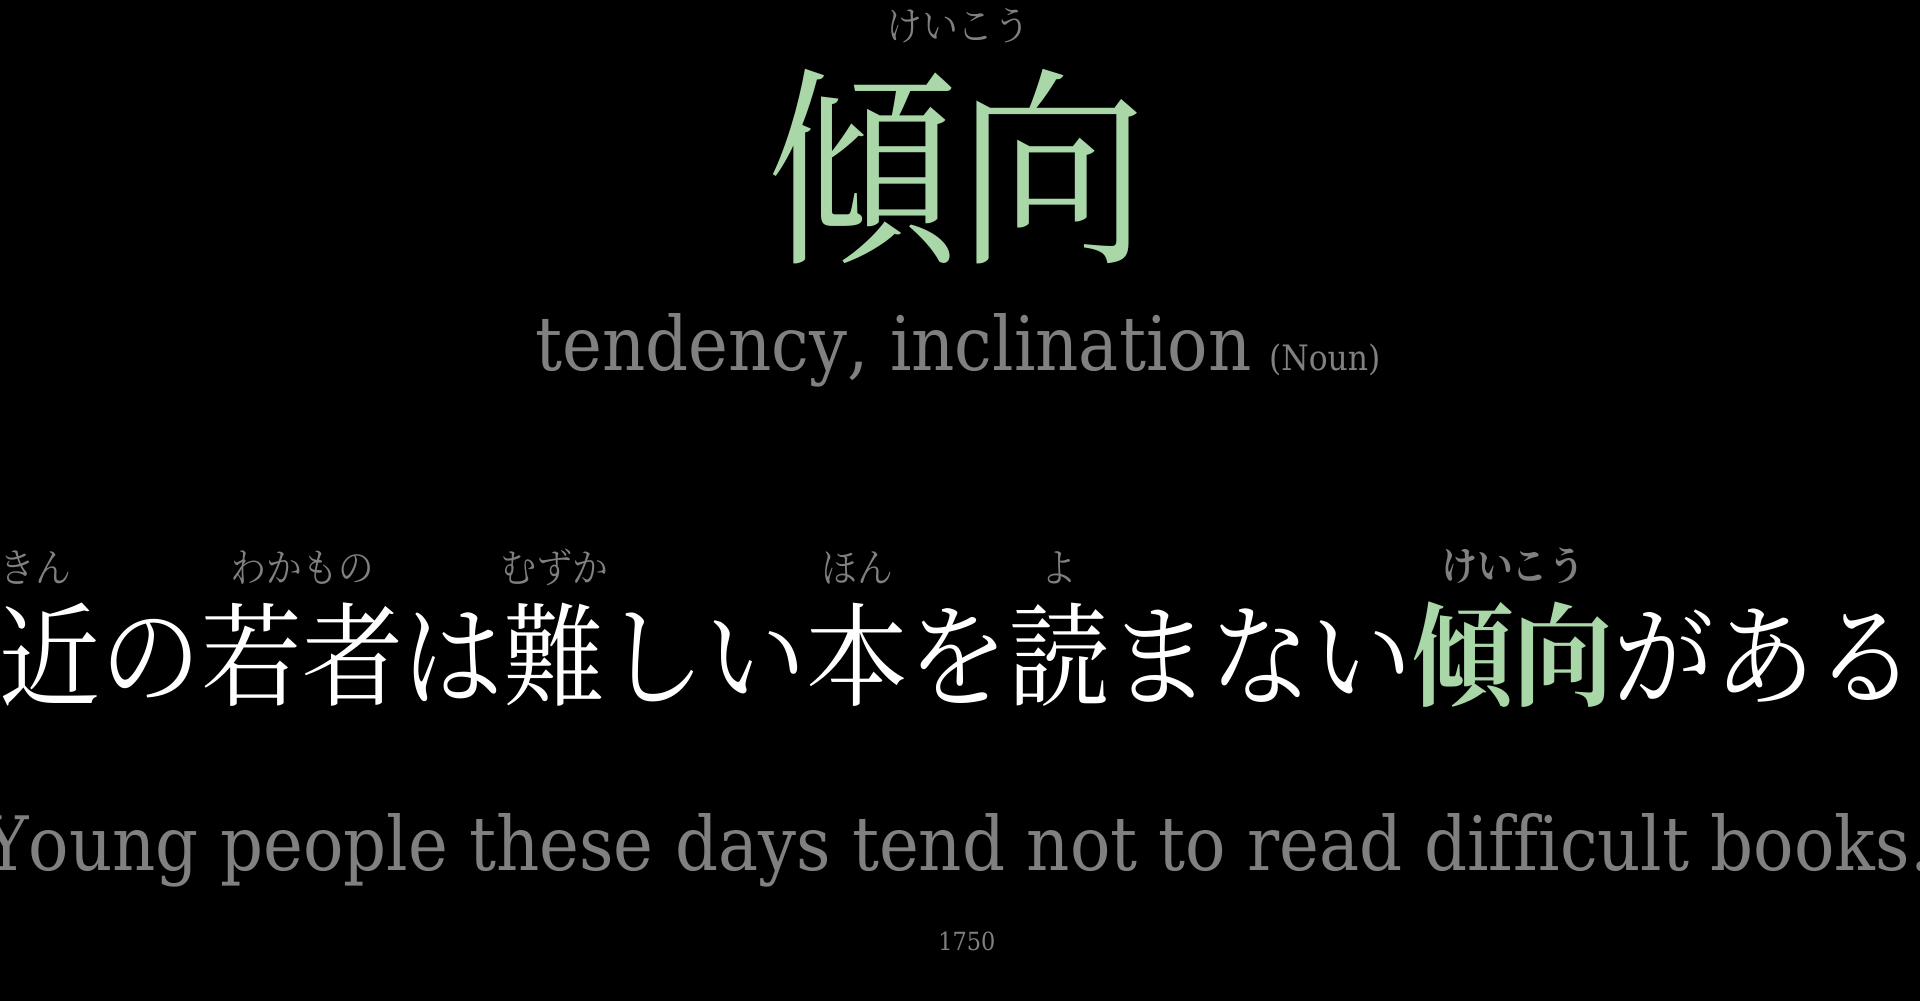 けいこう
傾向
tendency, inclination (Noun)
きん わかもの むずか ほん よ けいこう
近の若者は難しい本を読まない傾向がある
Young people these days tend not to read difficult books.
1750